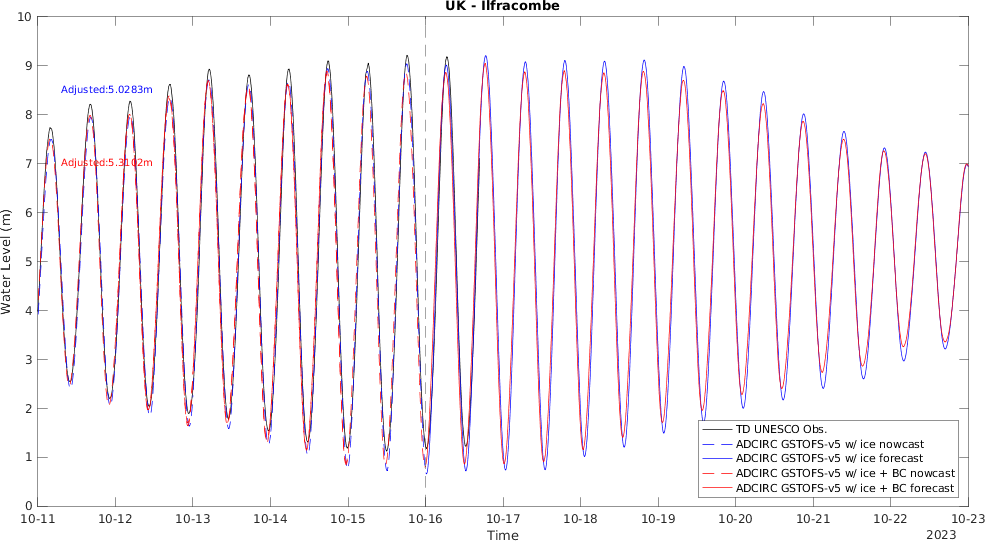 UK - Ilfracombe
10
9
8
7
6
5
4
3
2
1
0
Water Level (m)
Adjusted:5.0283m
Adjusted:5.3102m
TD UNESCO Obs.
ADCIRC GSTOFS-v5 w/ ice nowcast
ADCIRC GSTOFS-v5 w/ ice forecast
ADCIRC GSTOFS-v5 w/ ice + BC nowcast
ADCIRC GSTOFS-v5 w/ ice + BC forecast
10-11 10-12 10-13 10-14 10-15 10-16 10-17 10-18 10-19 10-20 10-21 10-22 10-23
Time
2023